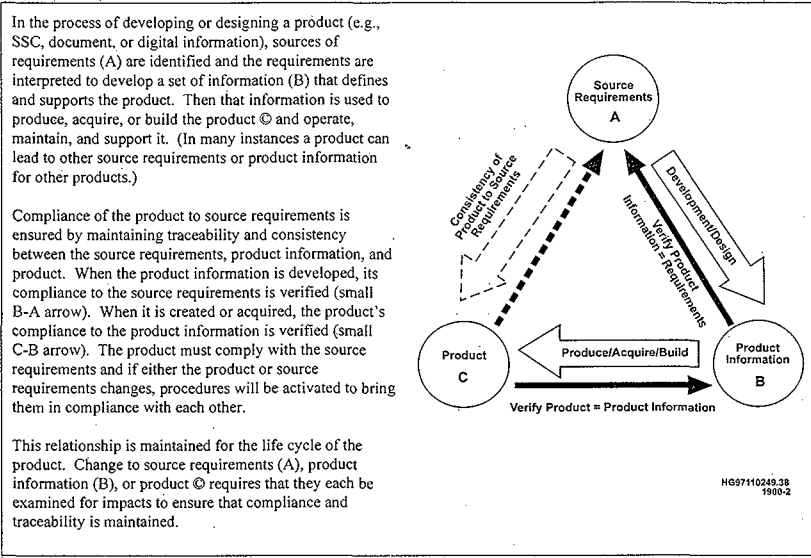 In the process of developing or designing a product (e.g.,
SSC, document, or digital information), sources of
requirements (A) are identified and the requirements are
interpreted to develop a set of information (B) that defines
and supports the product. Then that information is used to
produce, acquire, or build the product © and operate,
maintain, and support it. (In many instances a product can
lead to other source requirements or product information
for other products.)
Compliance of the product to source requirements is
ensured by maintaining traceability and consistency
between the source requirements, product information, and
product. When the product information is developed, its
compliance to the source requirements is verified (small
B-A arrow). When it is created or acquired, the product's
compliance to the product information is verified (small
C-B arrow). The product must comply with the source
requirements and if either the product or source
requirements changes, procedures will be activated to bring
them in compliance with each other.
This relationship is maintained for the life cycle of the
product. Change to source requirements (A), product
information (B), or product © requires that they each be
examined for impacts to ensure that compliance and
traceability is maintained.
Source
Requirements
A
Consistency of
Product to Source
Requirements
Development/Design
Verify Product
Information = Requirements
Product
C
Produce/Acquire/Build
Product
Information
B
Verify Product = Product Information
HG97110249.38
1900-2